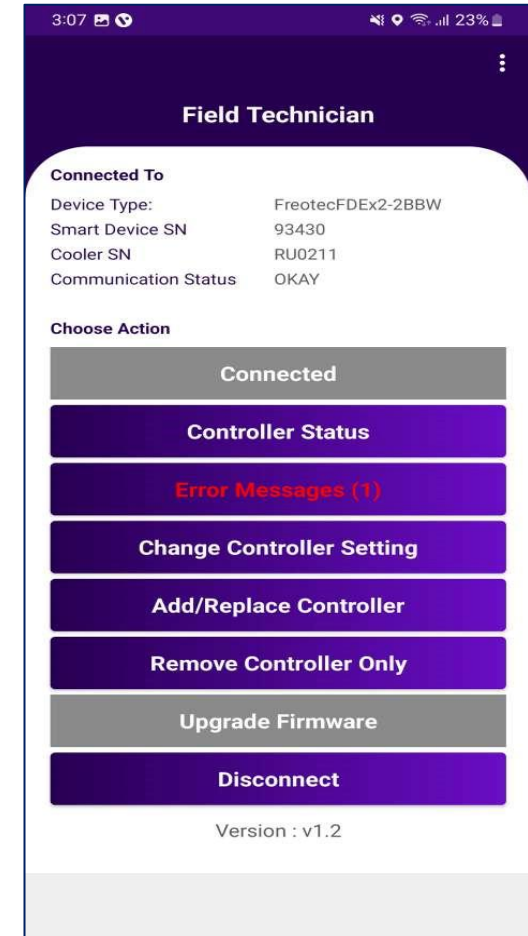 3:07
23%
Field Technician
Connected To
Device Type: FreotecFDEx2-2BBW
Smart Device SN 93430
Cooler SN RU0211
Communication Status OKAY
Choose Action
Connected
Controller Status
Error Messages (1)
Change Controller Setting
Add/Replace Controller
Remove Controller Only
Upgrade Firmware
Disconnect
Version : v1.2